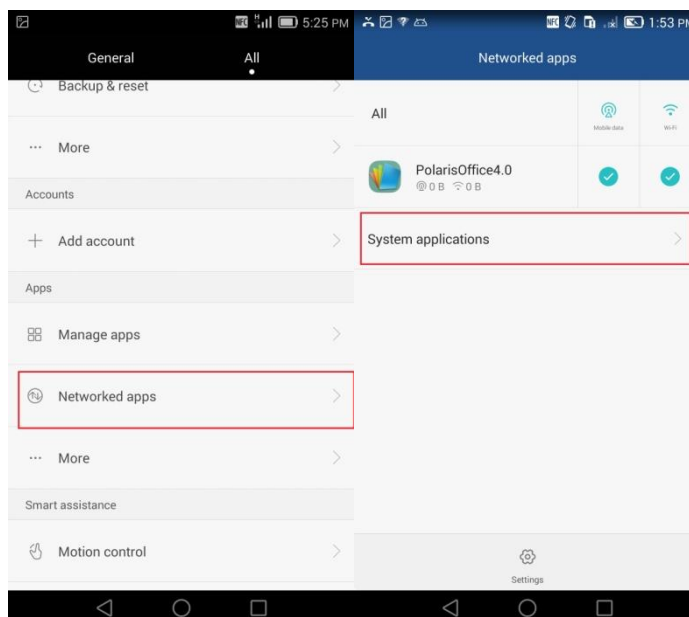 NFC H 5:25 PM
General All
Backup & reset
More
Accounts
Add account
Apps
Manage apps
Networked apps
More
Smart assistance
Motion control
NFC 1:53 PM
Networked apps
All Mobile data Wi-Fi
PolarisOffice4.0
0 B 0 B
System applications
Settings